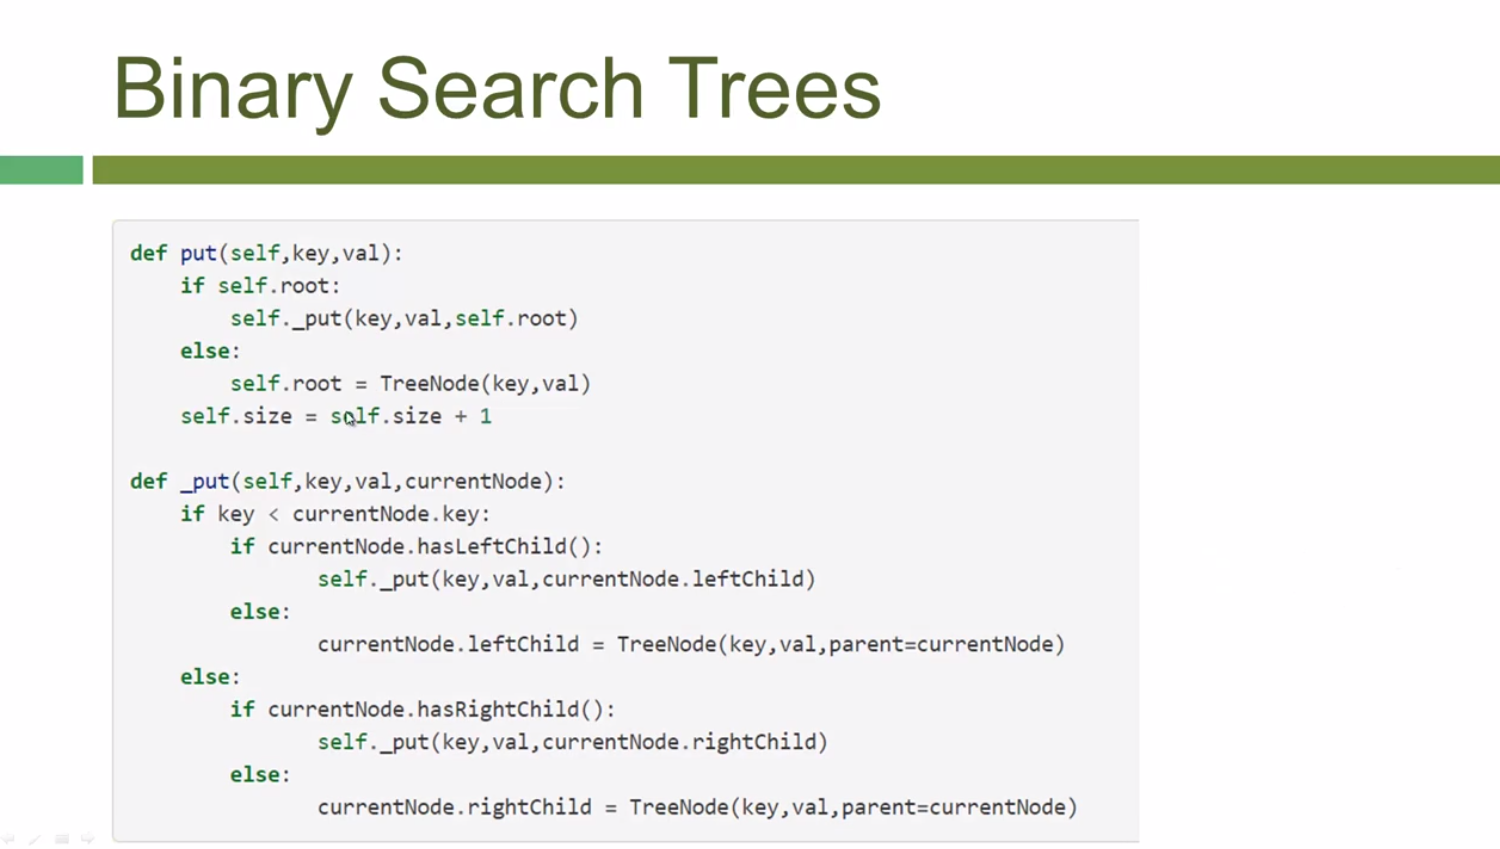 Binary Search Trees
def put(self,key,val):
    if self.root:
        self._put(key,val,self.root)
    else:
        self.root = TreeNode(key,val)
    self.size = self.size + 1
def _put(self,key,val,currentNode):
    if key < currentNode.key:
        if currentNode.hasLeftChild():
               self._put(key,val,currentNode.leftChild)
        else:
               currentNode.leftChild = TreeNode(key,val,parent=currentNode)
    else:
        if currentNode.hasRightChild():
               self._put(key,val,currentNode.rightChild)
        else:
               currentNode.rightChild = TreeNode(key,val,parent=currentNode)